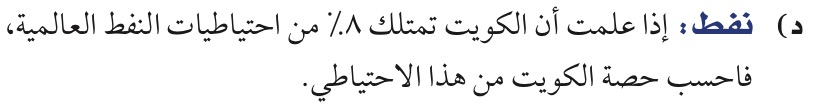 د) نفط: إذا علمت أن الكويت تمتلك ٨٪ من احتياطيات النفط العالمية،
فاحسب حصة الكويت من هذا الاحتياطي.